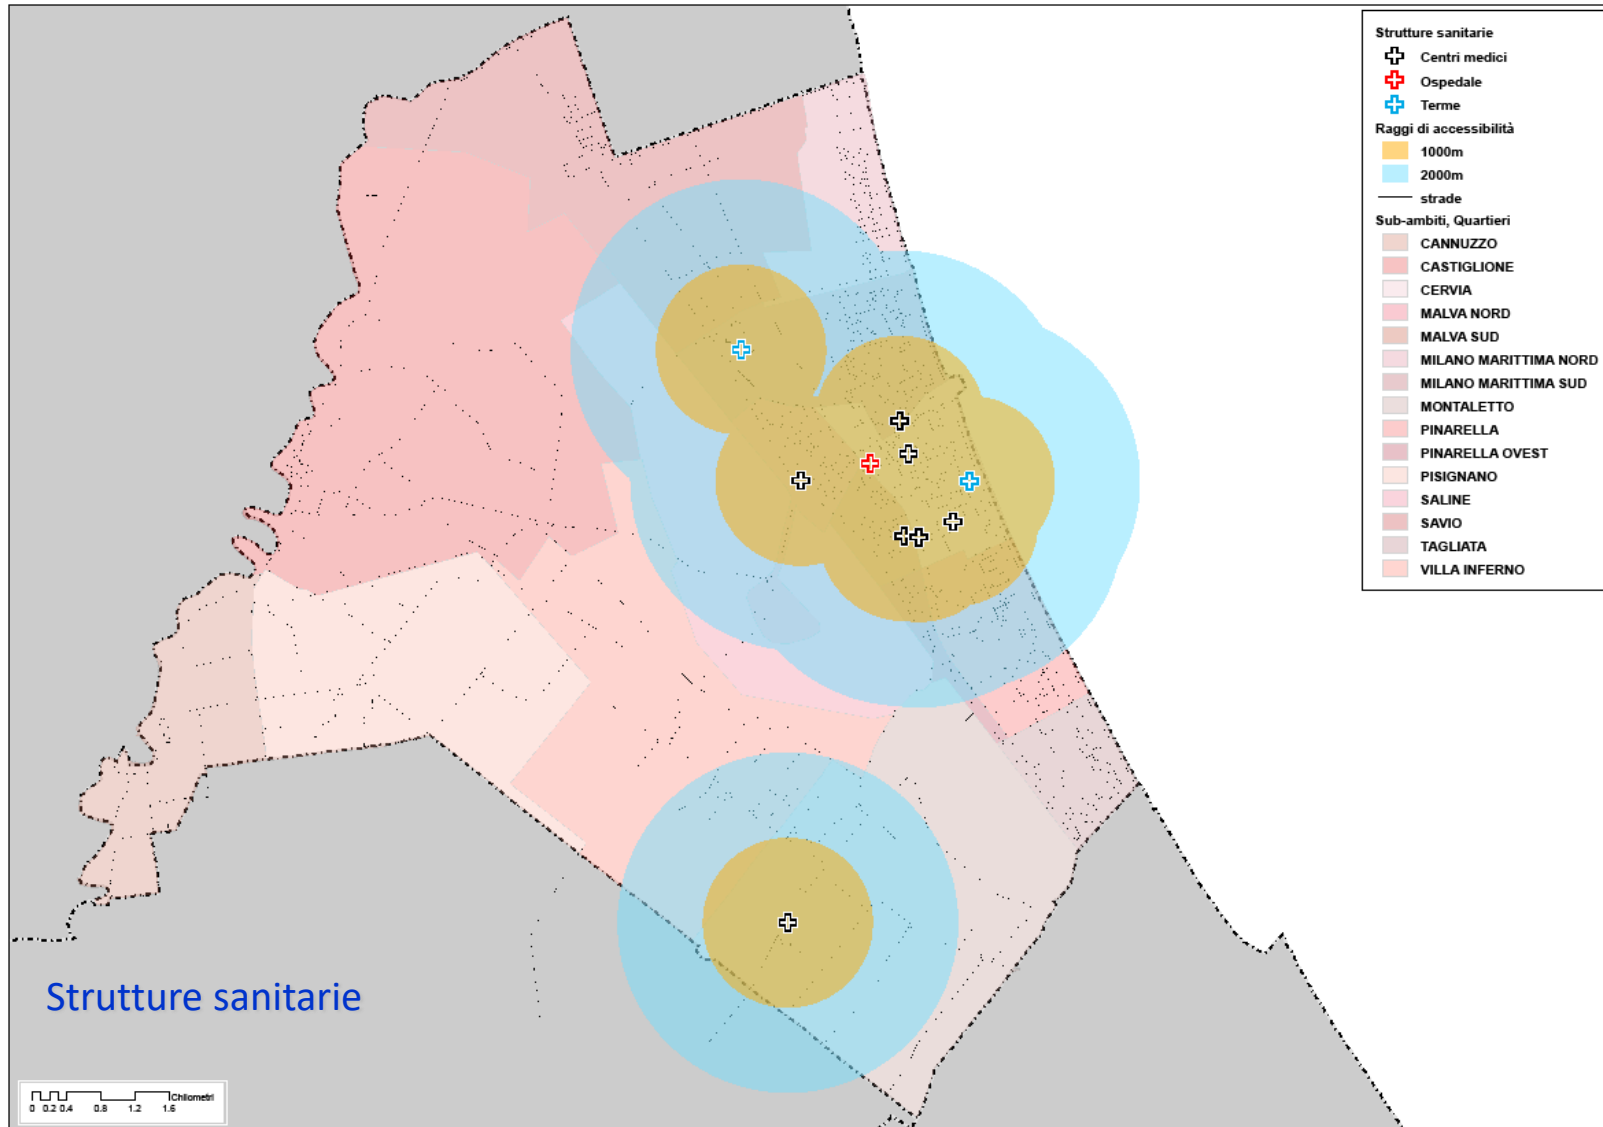 Strutture sanitarie
Centri medici
Ospedale
Terme
Raggi di accessibilità
1000m
2000m
strade
Sub-ambiti, Quartieri
CANNUZZO
CASTIGLIONE
CERVIA
MALVA NORD
MALVA SUD
MILANO MARITTIMA NORD
MILANO MARITTIMA SUD
MONTALETTO
PINARELLA
PINARELLA OVEST
PISIGNANO
SALINE
SAVIO
TAGLIATA
VILLA INFERNO
Strutture sanitarie
Chilometri
0 0.2 0.4 0.8 1.2 1.6